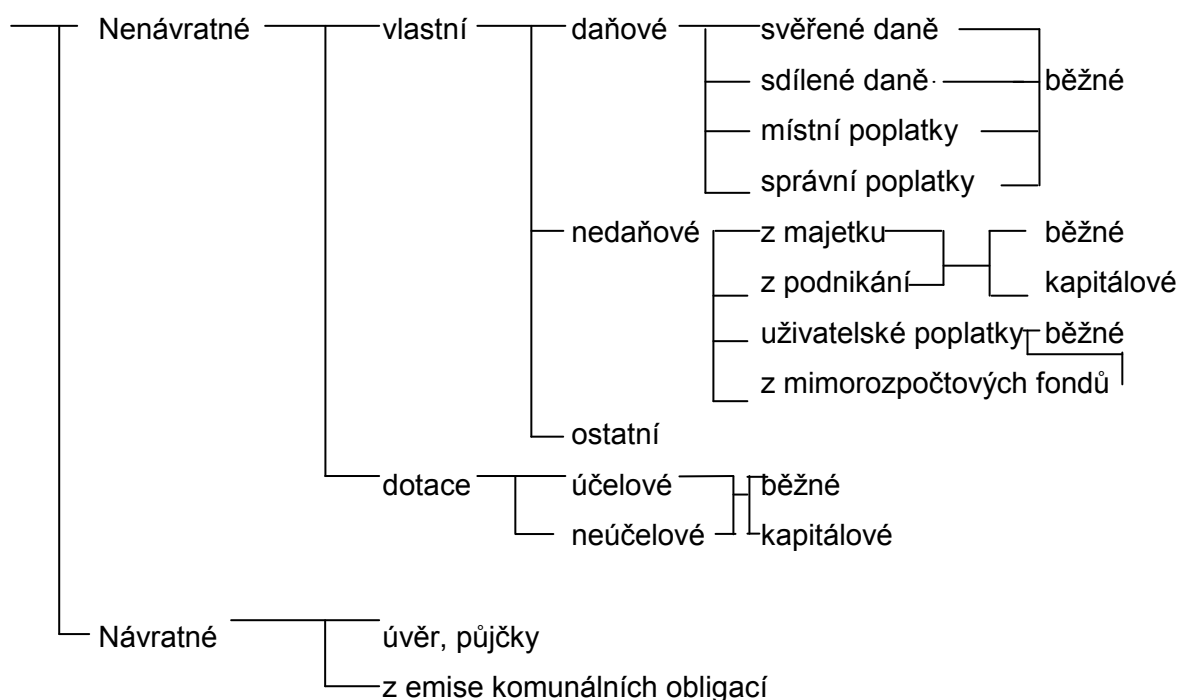 Nenávratné vlastní daňové svěřené daně
sdílené daně běžné
místní poplatky
správní poplatky
nedaňové z majetku běžné
z podnikání kapitálové
uživatelské poplatky běžné
z mimorozpočtových fondů
ostatní
dotace účelové běžné
neúčelové kapitálové
Návratné úvěr, půjčky
z emise komunálních obligací